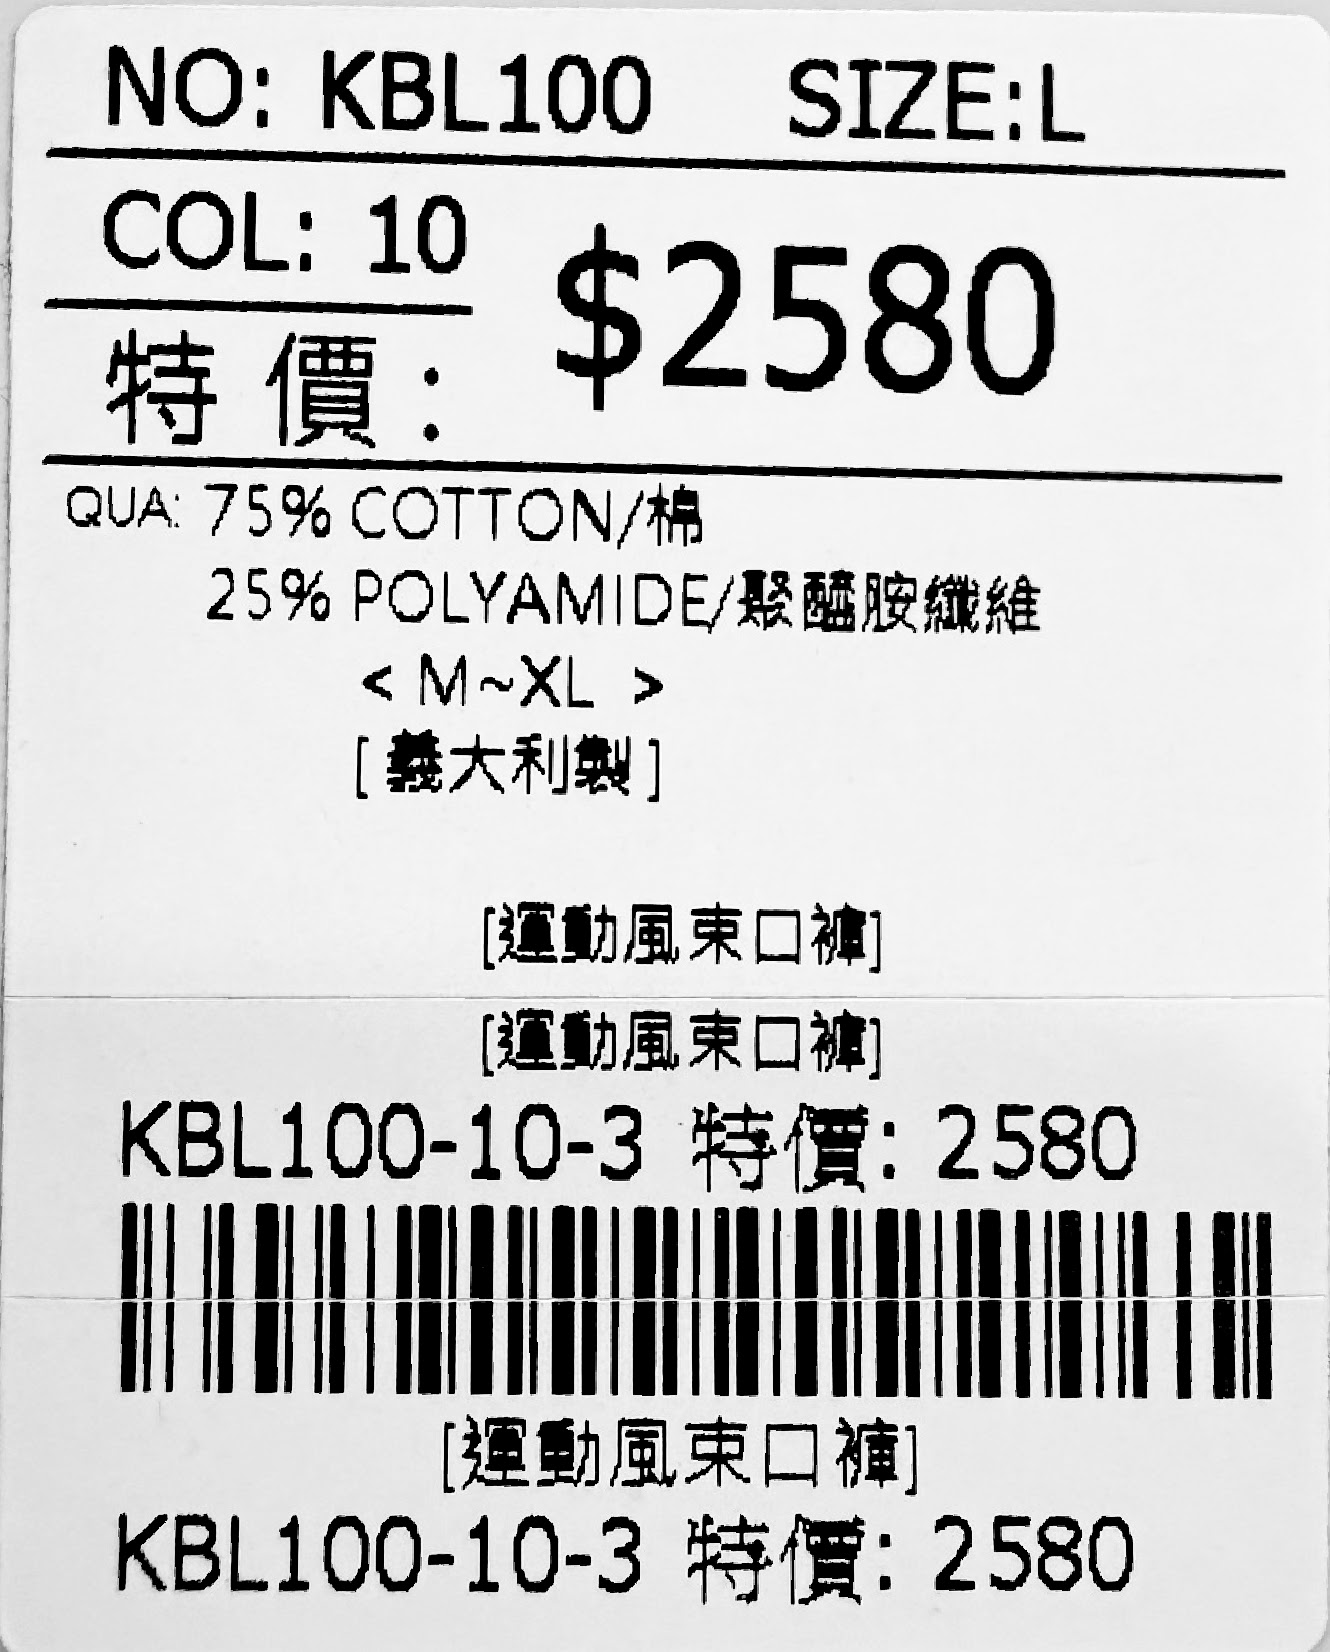 NO: KBL100 SIZE:L
COL: 10
$2580
特價:
QUA: 75% COTTON/棉
25% POLYAMIDE/聚醯胺纖維
< M~XL >
[義大利製]
[運動風束口褲]
[運動風束口褲]
KBL100-10-3 特價: 2580
[運動風束口褲]
KBL100-10-3 特價: 2580